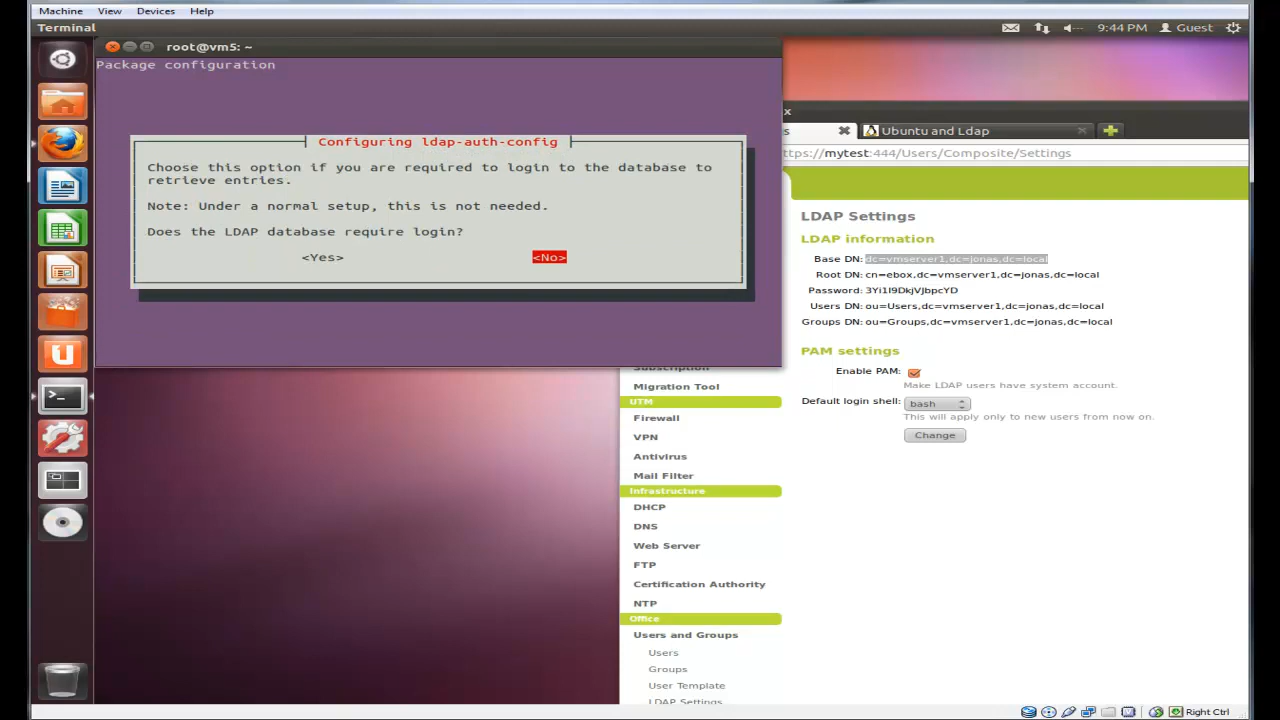 Machine View Devices Help
Terminal 9:44 PM Guest
root@vm5: ~
Package configuration
Configuring ldap-auth-config
Choose this option if you are required to login to the database to
retrieve entries.
Note: Under a normal setup, this is not needed.
Does the LDAP database require login?
<Yes> <No>
x
s Ubuntu and Ldap
ttps://mytest:444/Users/Composite/Settings
LDAP Settings
LDAP information
Base DN: dc=vmserver1,dc=jonas,dc=local
Root DN: cn=ebox,dc=vmserver1,dc=jonas,dc=local
Password: 3Yi1I9DkjVJbpcYD
Users DN: ou=Users,dc=vmserver1,dc=jonas,dc=local
Groups DN: ou=Groups,dc=vmserver1,dc=jonas,dc=local
PAM settings
Enable PAM:
Make LDAP users have system account.
Default login shell: bash
This will apply only to new users from now on.
Change
Subscription
Migration Tool
UTM
Firewall
VPN
Antivirus
Mail Filter
Infrastructure
DHCP
DNS
Web Server
FTP
Certification Authority
NTP
Office
Users and Groups
Users
Groups
User Template
LDAP Settings
Right Ctrl